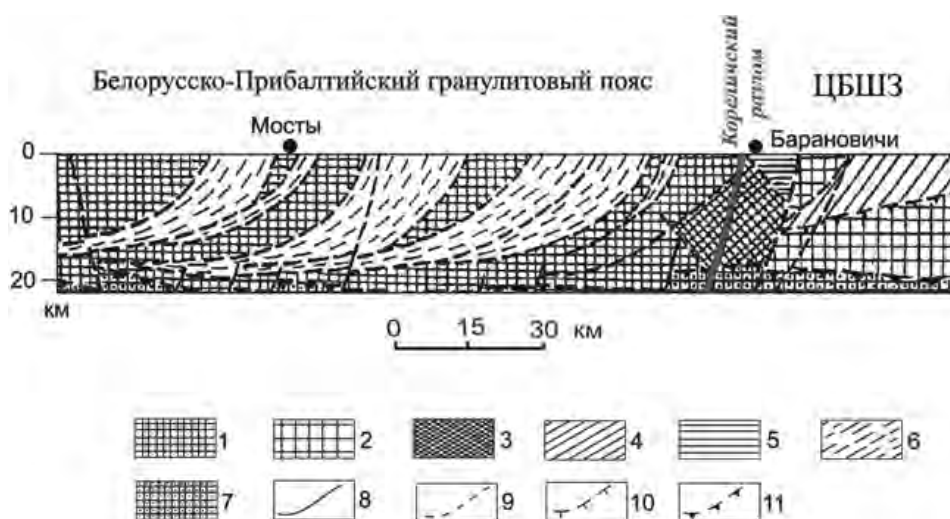 Белорусско-Прибалтийский гранулитовый пояс
Кореличский
разлом
ЦБШЗ
Мосты
Барановичи
0
10
20
км
0 15 30 км
1 2 3 4 5 6
7 8 9 10 11